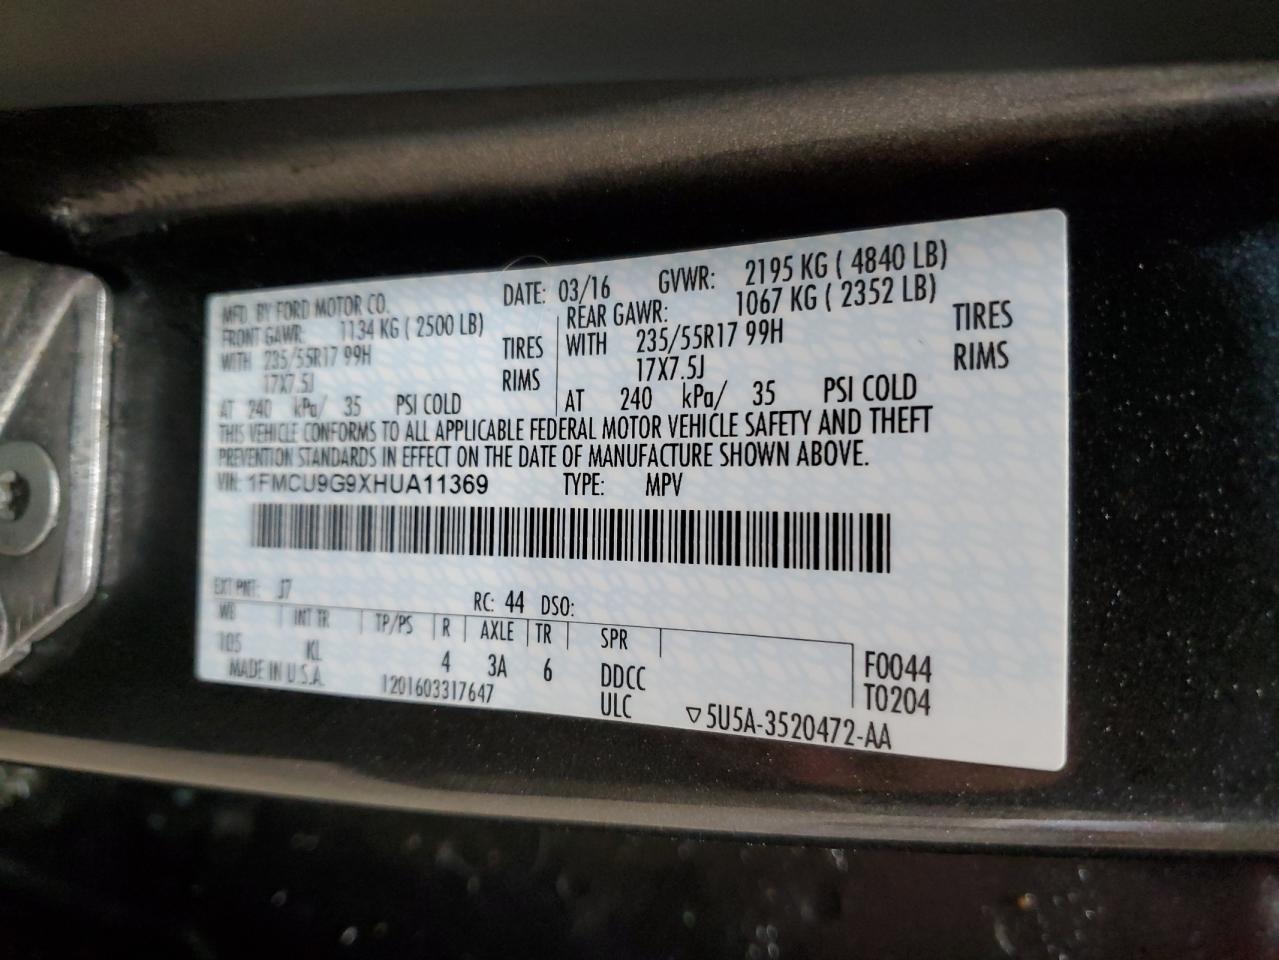 MFD. BY FORD MOTOR CO. DATE: 03/16 GVWR: 2195 KG ( 4840 LB)
FRONT GAWR: 1134 KG ( 2500 LB) REAR GAWR: 1067 KG ( 2352 LB)
WITH 235/55R17 99H TIRES WITH 235/55R17 99H TIRES
17X7.5J RIMS 17X7.5J RIMS
AT 240 kPa/ 35 PSI COLD AT 240 kPa/ 35 PSI COLD
THIS VEHICLE CONFORMS TO ALL APPLICABLE FEDERAL MOTOR VEHICLE SAFETY AND THEFT
PREVENTION STANDARDS IN EFFECT ON THE DATE OF MANUFACTURE SHOWN ABOVE.
VIN: 1FMCU9G9XHUA11369 TYPE: MPV
EXT PNT: J7 RC: 44 DSO:
WB INT TR TP/PS R AXLE TR SPR
105 KL 4 3A 6 DDCC F0044
MADE IN U.S.A. 1201603317647 ULC T0204
▽5U5A-3520472-AA